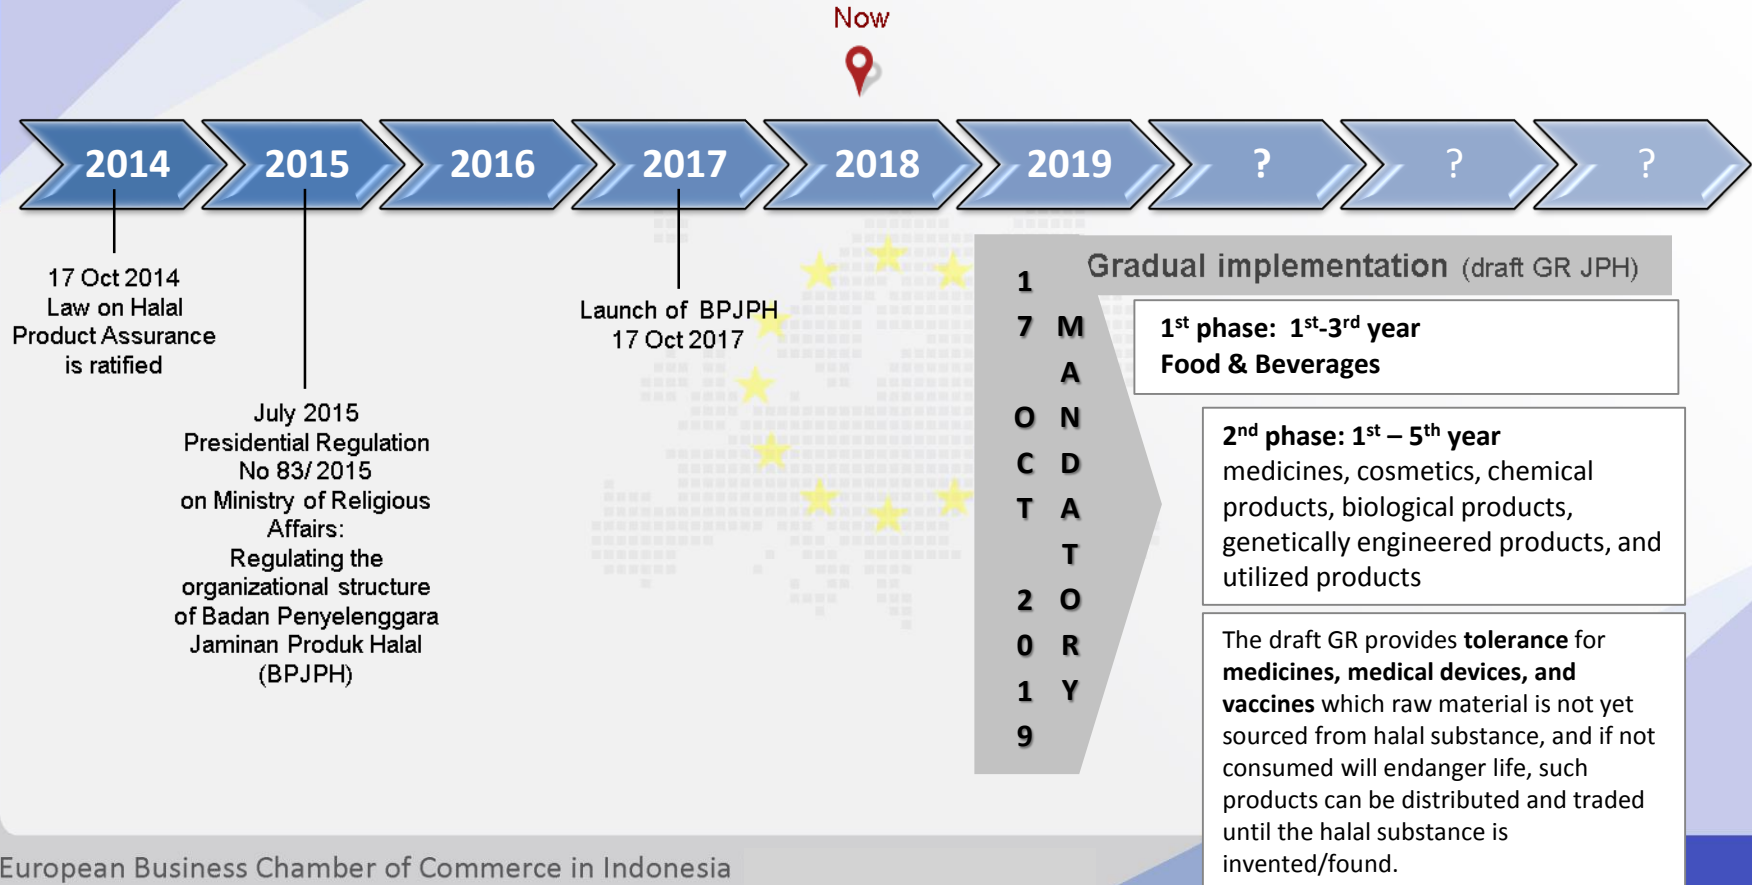 Now
2014
2015
2016
2017
2018
2019
?
?
?
17 Oct 2014
Law on Halal
Product Assurance
is ratified
July 2015
Presidential Regulation
No 83/ 2015
on Ministry of Religious
Affairs:
Regulating the
organizational structure
of Badan Penyelenggara
Jaminan Produk Halal
(BPJPH)
Launch of BPJPH
17 Oct 2017
17 OCT 2019
MANDATORY
Gradual implementation (draft GR JPH)
1st phase: 1st-3rd year
Food & Beverages
2nd phase: 1st – 5th year
medicines, cosmetics, chemical
products, biological products,
genetically engineered products, and
utilized products
The draft GR provides tolerance for
medicines, medical devices, and
vaccines which raw material is not yet
sourced from halal substance, and if not
consumed will endanger life, such
products can be distributed and traded
until the halal substance is
invented/found.
European Business Chamber of Commerce in Indonesia